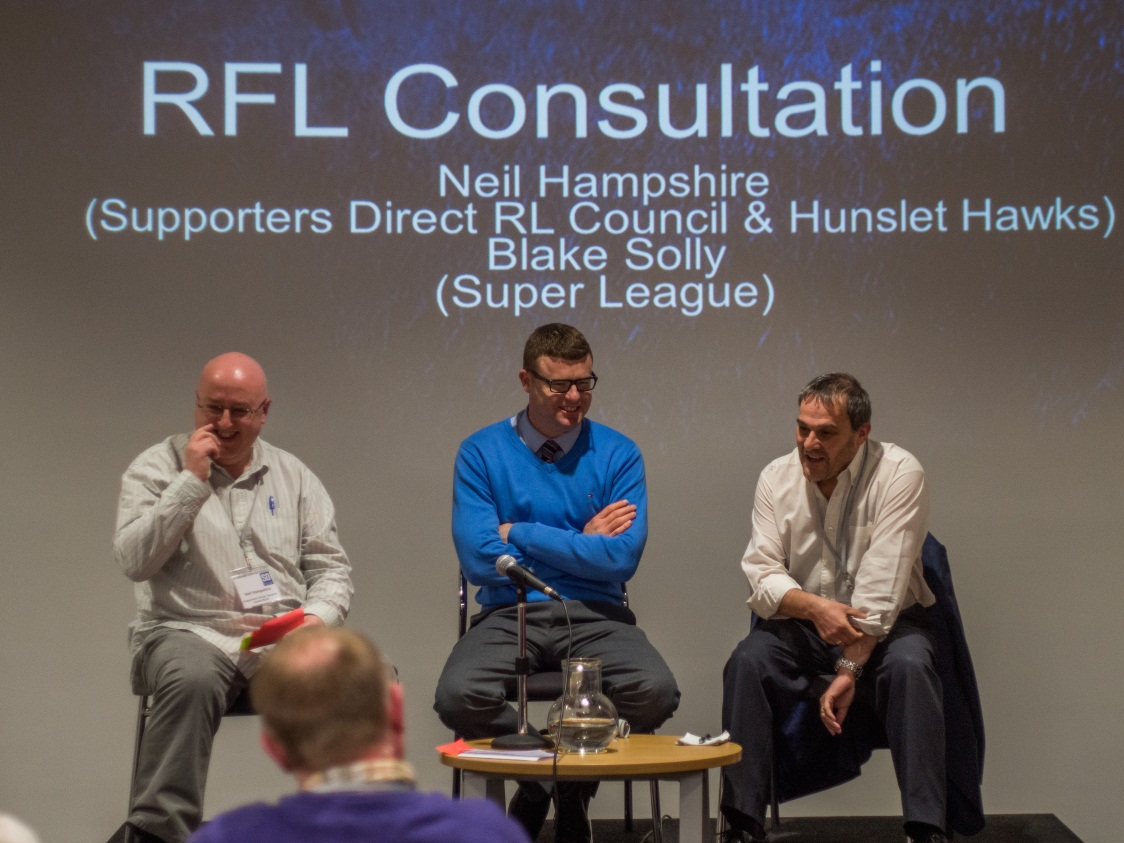 RFL Consultation
Neil Hampshire
(Supporters Direct RL Council & Hunslet Hawks)
Blake Solly
(Super League)